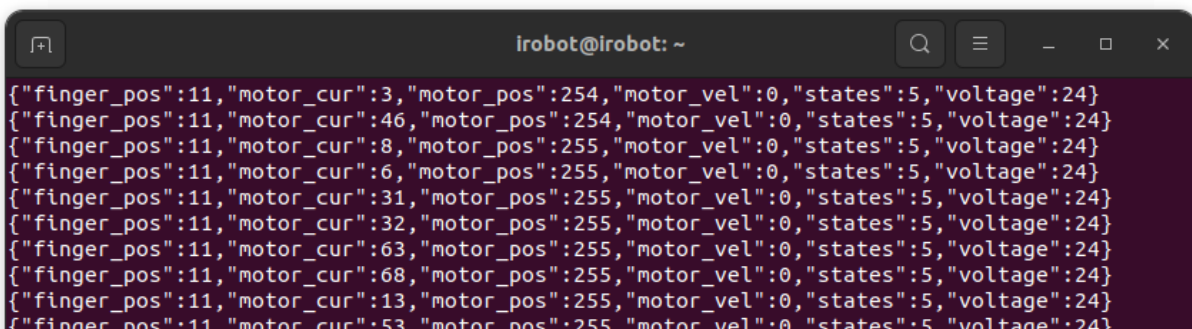 irobot@irobot: ~
{"finger_pos":11,"motor_cur":3,"motor_pos":254,"motor_vel":0,"states":5,"voltage":24}
{"finger_pos":11,"motor_cur":46,"motor_pos":254,"motor_vel":0,"states":5,"voltage":24}
{"finger_pos":11,"motor_cur":8,"motor_pos":255,"motor_vel":0,"states":5,"voltage":24}
{"finger_pos":11,"motor_cur":6,"motor_pos":255,"motor_vel":0,"states":5,"voltage":24}
{"finger_pos":11,"motor_cur":31,"motor_pos":255,"motor_vel":0,"states":5,"voltage":24}
{"finger_pos":11,"motor_cur":32,"motor_pos":255,"motor_vel":0,"states":5,"voltage":24}
{"finger_pos":11,"motor_cur":63,"motor_pos":255,"motor_vel":0,"states":5,"voltage":24}
{"finger_pos":11,"motor_cur":68,"motor_pos":255,"motor_vel":0,"states":5,"voltage":24}
{"finger_pos":11,"motor_cur":13,"motor_pos":255,"motor_vel":0,"states":5,"voltage":24}
{"finger_pos":11,"motor_cur":53,"motor_pos":255,"motor_vel":0,"states":5,"voltage":24}